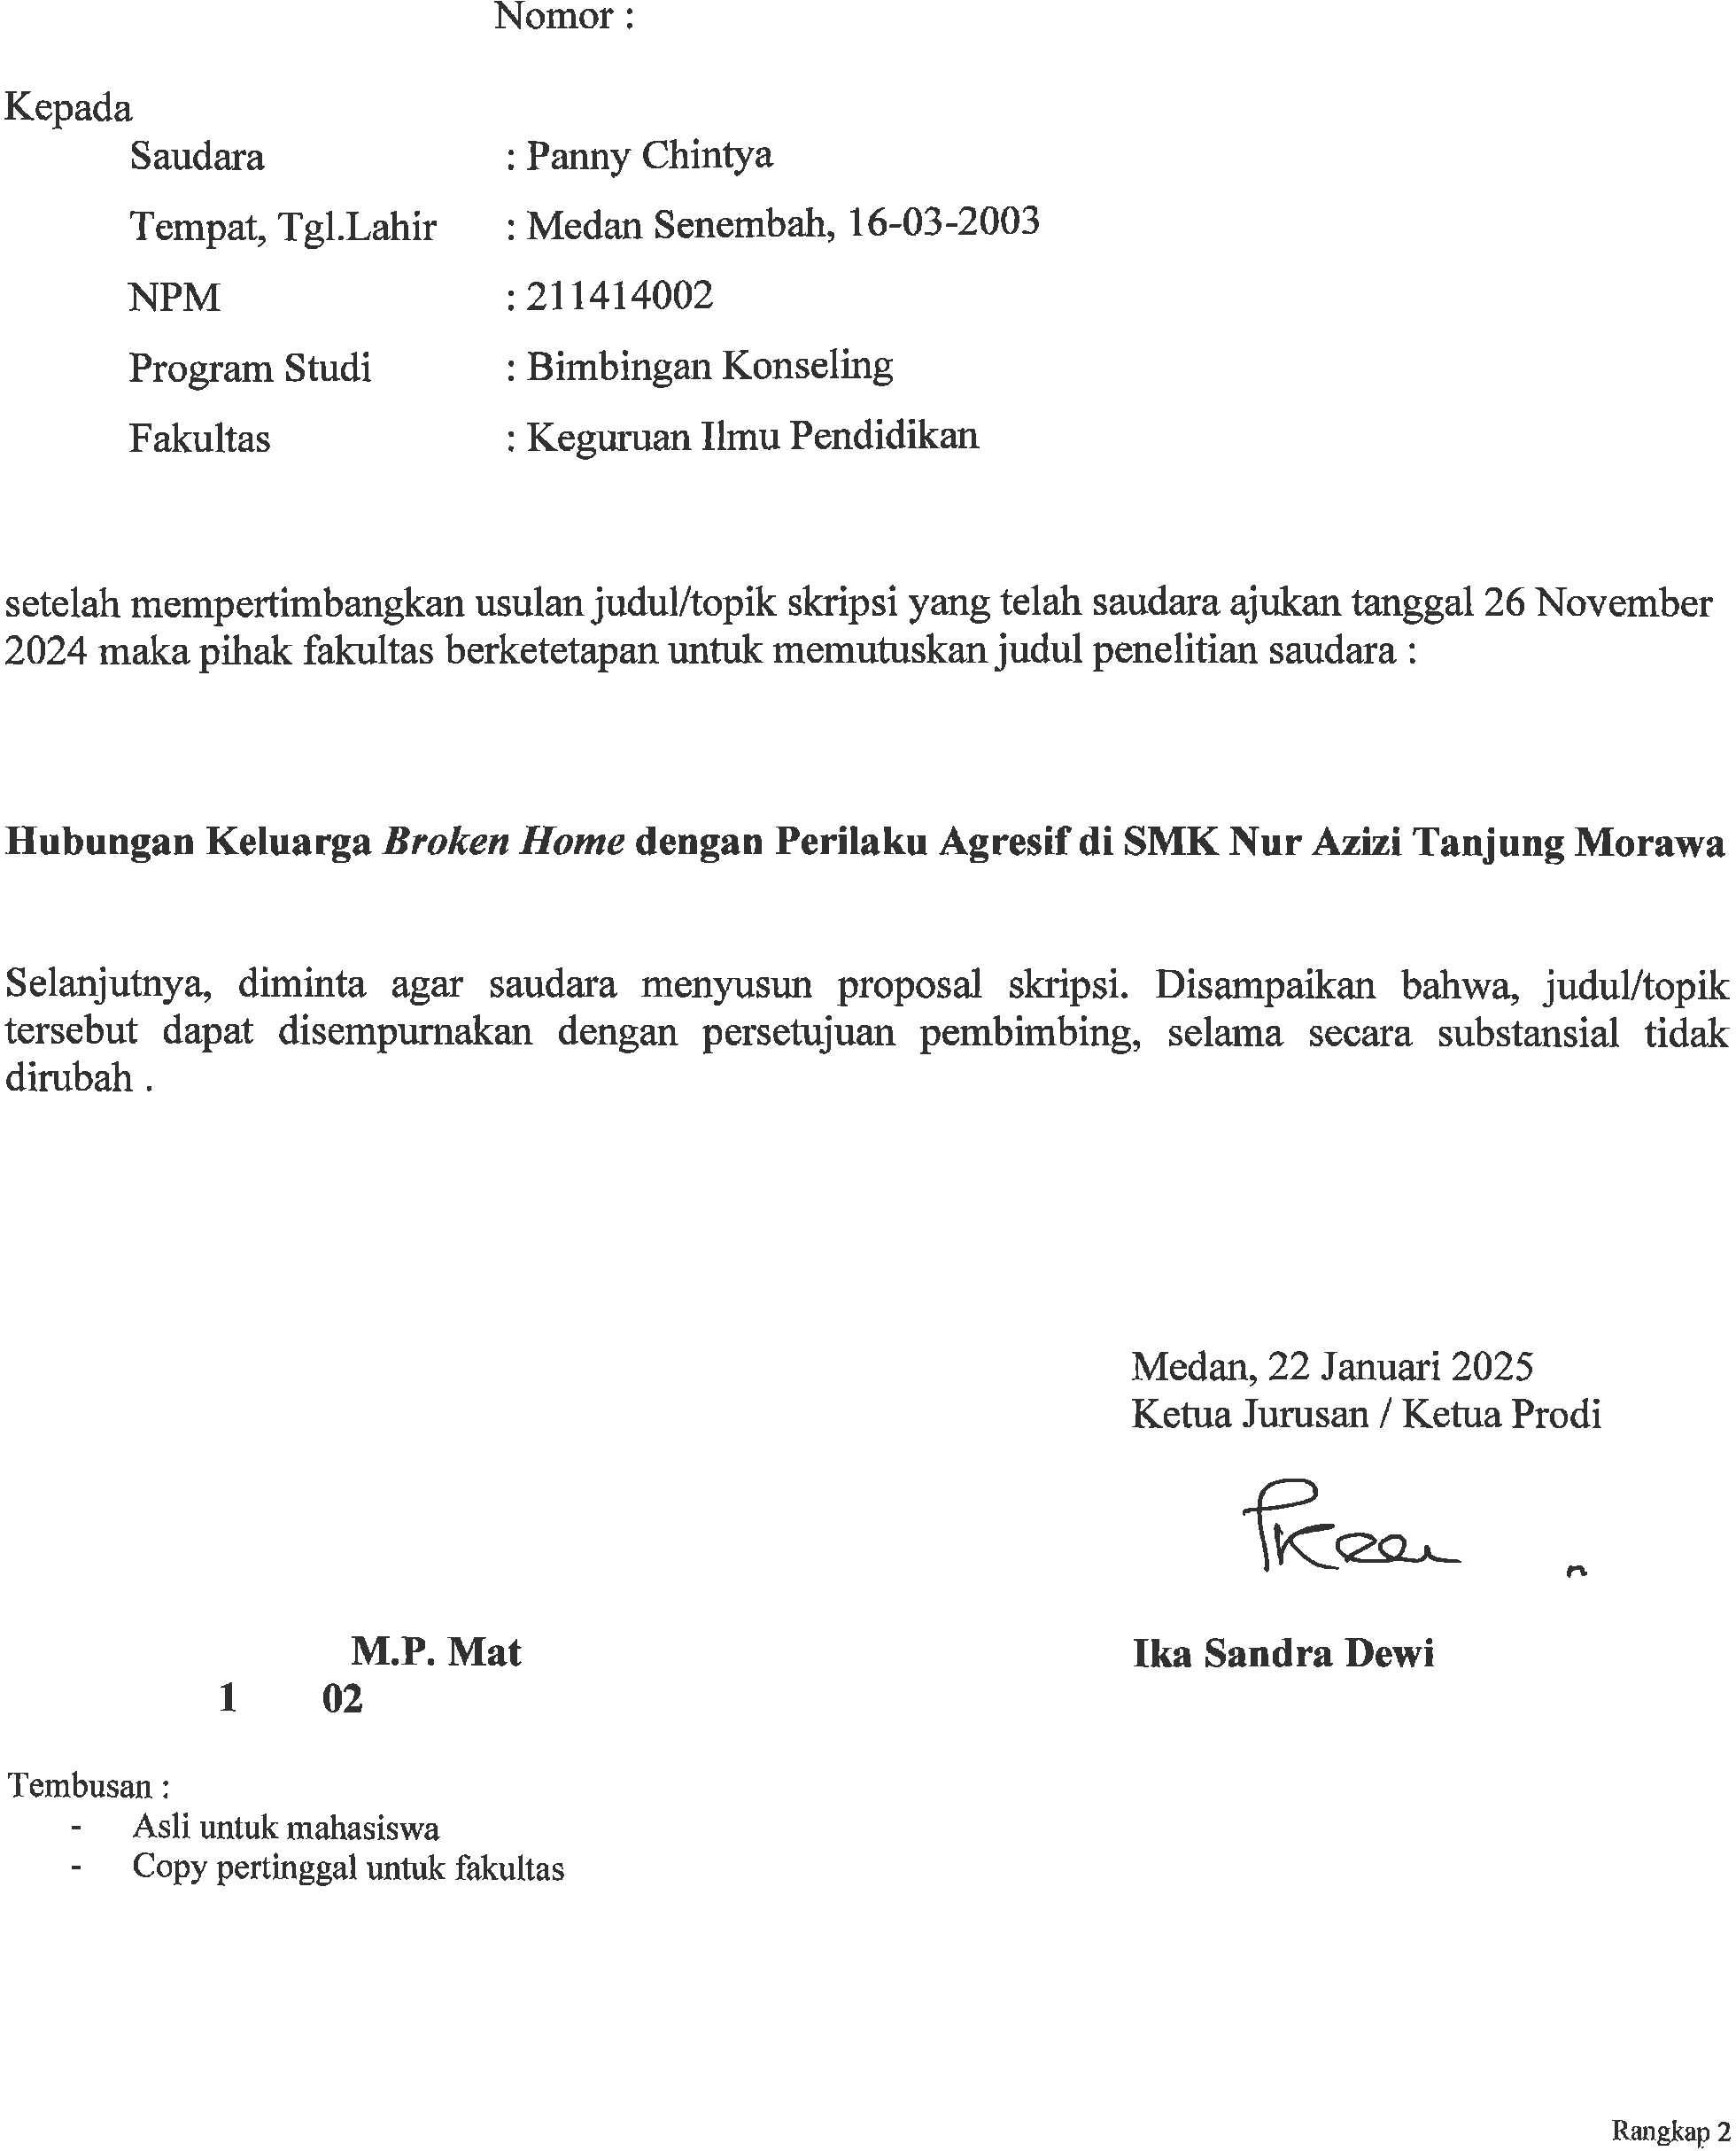 Nomor :
Kepada
Saudara : Panny Chintya
Tempat, Tgl.Lahir : Medan Senembah, 16-03-2003
NPM : 211414002
Program Studi : Bimbingan Konseling
Fakultas : Keguruan Ilmu Pendidikan
setelah mempertimbangkan usulan judul/topik skripsi yang telah saudara ajukan tanggal 26 November
2024 maka pihak fakultas berketetapan untuk memutuskan judul penelitian saudara :
Hubungan Keluarga Broken Home dengan Perilaku Agresif di SMK Nur Azizi Tanjung Morawa
Selanjutnya, diminta agar saudara menyusun proposal skripsi. Disampaikan bahwa, judul/topik
tersebut dapat disempurnakan dengan persetujuan pembimbing, selama secara substansial tidak
dirubah .
Medan, 22 Januari 2025
Ketua Jurusan / Ketua Prodi
M.P. Mat Ika Sandra Dewi
1 02
Tembusan :
- Asli untuk mahasiswa
- Copy pertinggal untuk fakultas
Rangkap 2